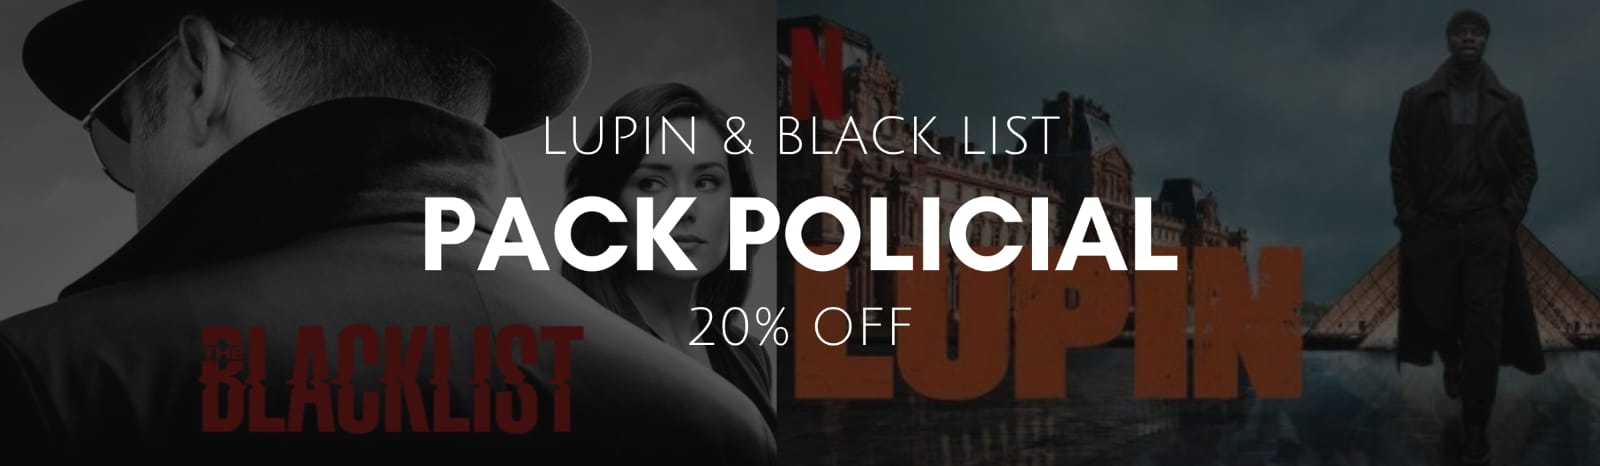 LUPIN & BLACK LIST
PACK POLICIAL
20% OFF
THE
BLACKLIST
N
LUPIN